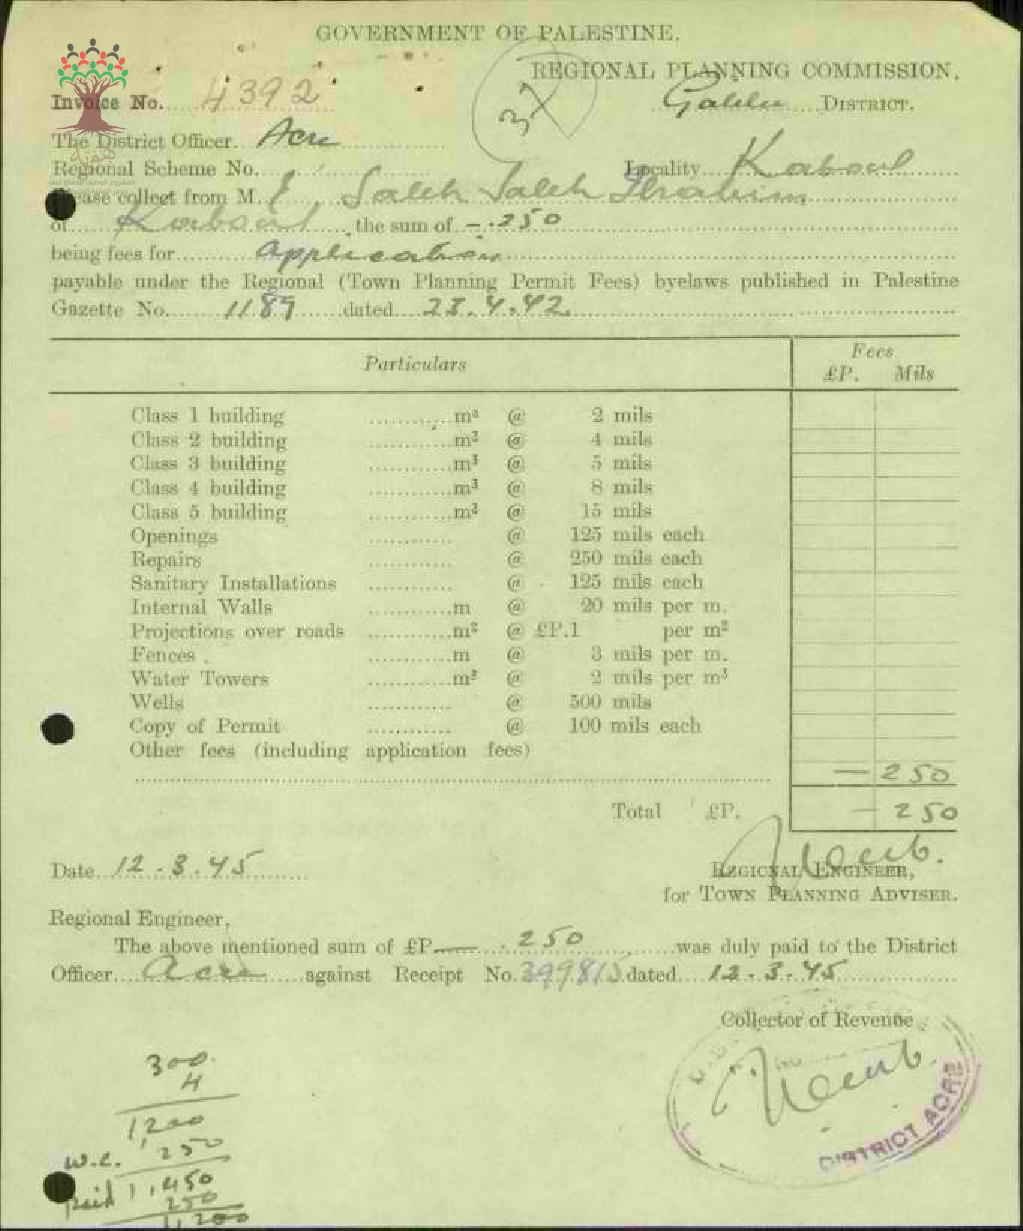 GOVERNMENT OF PALESTINE.
REGIONAL PLANNING COMMISSION,
37
Invoice No. 4392 Galilee DISTRICT.
The District Officer. Acre
Regional Scheme No. Locality Kaboul
Please collect from M. Saleh Saleh Ibrahim
of Kaboul, the sum of -.250
being fees for Application
payable under the Regional (Town Planning Permit Fees) byelaws published in Palestine
Gazette No. 1189 dated 23.4.42
Particulars Fees
£P. Mils
Class 1 building m³ @ 2 mils
Class 2 building m³ @ 4 mils
Class 3 building m³ @ 5 mils
Class 4 building m³ @ 8 mils
Class 5 building m³ @ 15 mils
Openings @ 125 mils each
Repairs @ 250 mils each
Sanitary Installations @ 125 mils each
Internal Walls m @ 20 mils per m.
Projections over roads m² @ £P.1 per m²
Fences m @ 3 mils per m.
Water Towers m³ @ 2 mils per m³
Wells @ 500 mils
Copy of Permit @ 100 mils each
Other fees (including application fees)
— 250
Total £P. — 250
Date 12.3.45
REGIONAL ENGINEER,
for TOWN PLANNING ADVISER.
Regional Engineer,
The above mentioned sum of £P — .250 was duly paid to the District
Officer Acre against Receipt No. 399815 dated 12.3.45
Collector of Revenue
DISTRICT ACRE
300
4
1200
W.C. 250
Paid 1,450
250
1,200